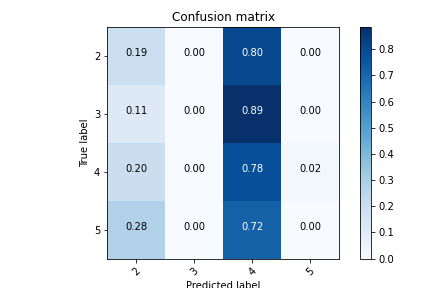 Confusion matrix
2 0.19 0.00 0.80 0.00 0.8
0.7
3 0.11 0.00 0.89 0.00 0.6
0.5
0.4
4 0.20 0.00 0.78 0.02 0.3
0.2
5 0.28 0.00 0.72 0.00 0.1
0.0
True label
2 3 4 5
Predicted label